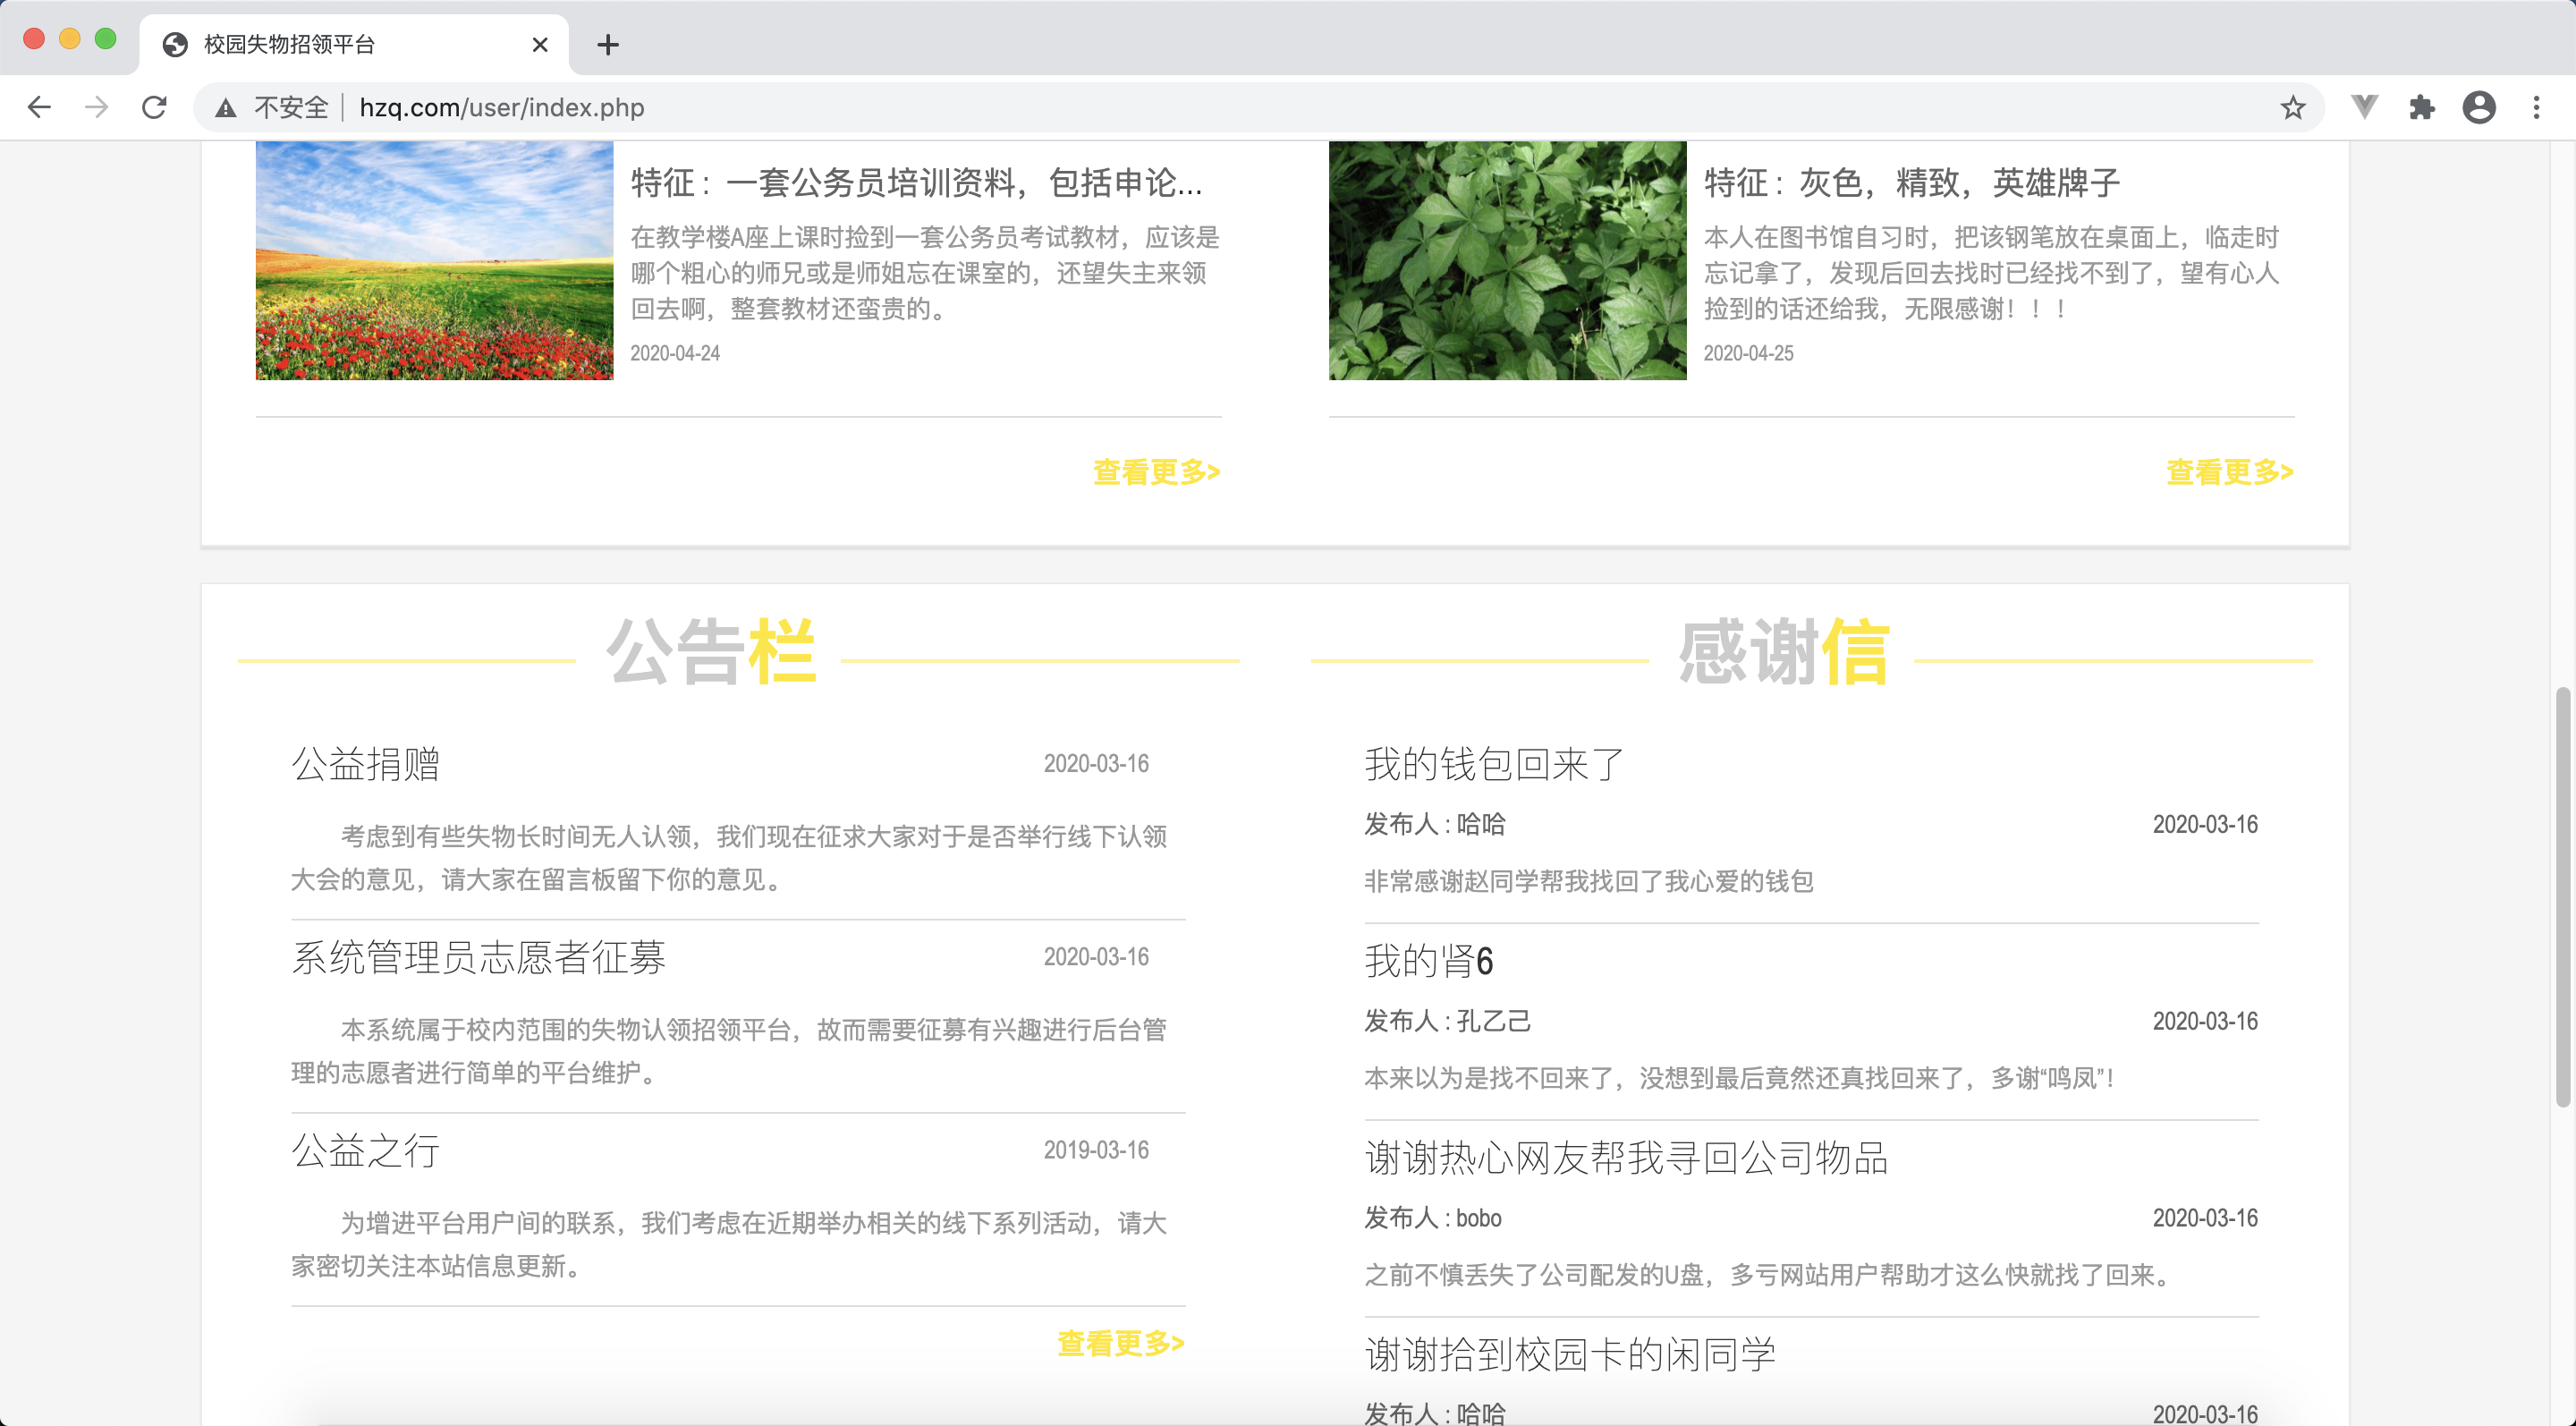 校园失物招领平台
不安全 | hzq.com/user/index.php
特征：一套公务员培训资料，包括申论...
在教学楼A座上课时捡到一套公务员考试教材，应该是
哪个粗心的师兄或是师姐忘在课室的，还望失主来领
回去啊，整套教材还蛮贵的。
2020-04-24
查看更多>
特征：灰色，精致，英雄牌子
本人在图书馆自习时，把该钢笔放在桌面上，临走时
忘记拿了，发现后回去找时已经找不到了，望有心人
捡到的话还给我，无限感谢！！！
2020-04-25
查看更多>
公告栏
公益捐赠 2020-03-16
考虑到有些失物长时间无人认领，我们现在征求大家对于是否举行线下认领
大会的意见，请大家在留言板留下你的意见。
系统管理员志愿者征募 2020-03-16
本系统属于校内范围的失物认领招领平台，故而需要征募有兴趣进行后台管
理的志愿者进行简单的平台维护。
公益之行 2019-03-16
为增进平台用户间的联系，我们考虑在近期举办相关的线下系列活动，请大
家密切关注本站信息更新。
查看更多>
感谢信
我的钱包回来了
发布人 : 哈哈 2020-03-16
非常感谢赵同学帮我找回了我心爱的钱包
我的肾6
发布人 : 孔乙己 2020-03-16
本来以为是找不回来了，没想到最后竟然还真找回来了，多谢“鸣凤”！
谢谢热心网友帮我寻回公司物品
发布人 : bobo 2020-03-16
之前不慎丢失了公司配发的U盘，多亏网站用户帮助才这么快就找了回来。
谢谢拾到校园卡的闲同学
发布人 : 哈哈 2020-03-16